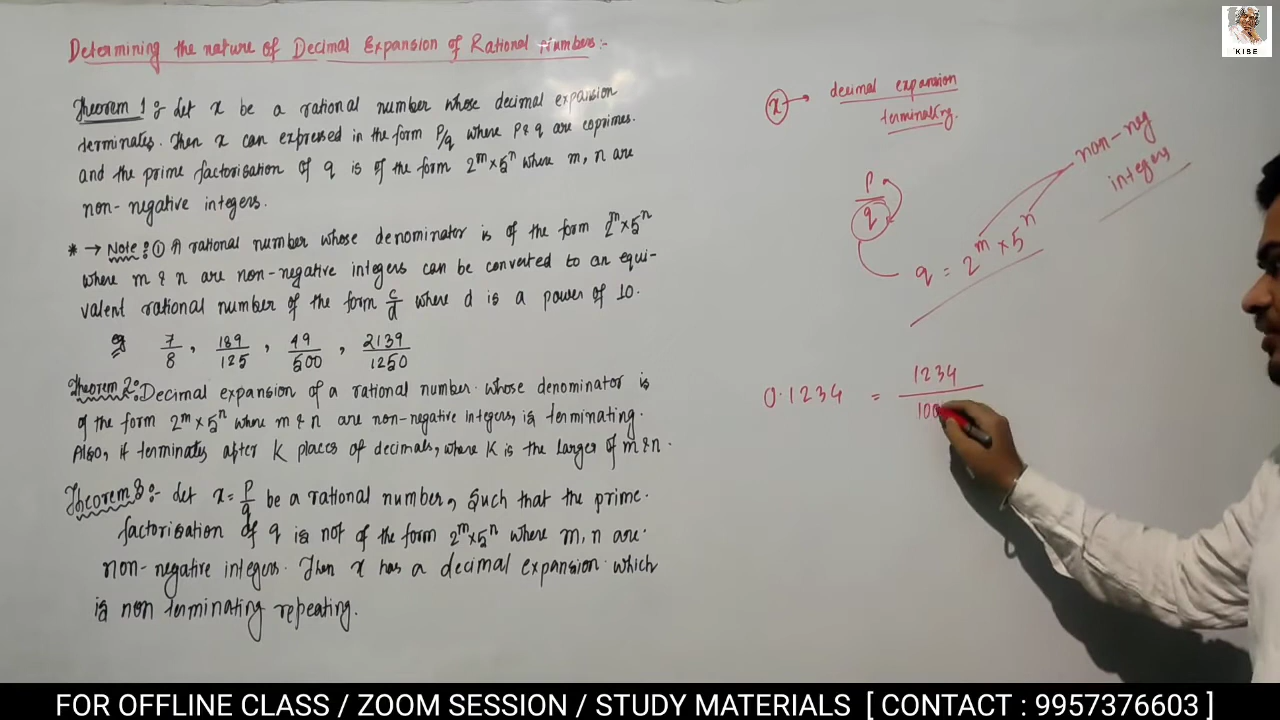 Determining the nature of Decimal Expansion of Rational Numbers:-
Theorem 1 :- Let x be a rational number whose decimal expansion
terminates. Then x can expressed in the form P/q where P & q are coprimes.
and the prime factorisation of q is of the form 2^m × 5^n where m, n are
non-negative integers.
* → Note: ① A rational number whose denominator is of the form 2^m × 5^n
where m & n are non-negative integers can be converted to an equi-
valent rational number of the form c/d where d is a power of 10.
eg 7/8 , 189/125 , 49/500 , 2139/1250
Theorem 2: Decimal expansion of a rational number whose denominator is
of the form 2^m × 5^n where m & n are non-negative integers, is terminating.
Also, it terminates after K places of decimals, where K is the larger of m & n.
Theorem 3:- Let x = P/q be a rational number, such that the prime
factorisation of q is not of the form 2^m × 5^n where m, n are
non-negative integers. Then x has a decimal expansion which
is non terminating repeating.
x → decimal expansion
terminating.
P
q
non-neg
integers
q = 2^m × 5^n
0.1234 = 1234
100
KISE
FOR OFFLINE CLASS / ZOOM SESSION / STUDY MATERIALS [ CONTACT : 9957376603 ]